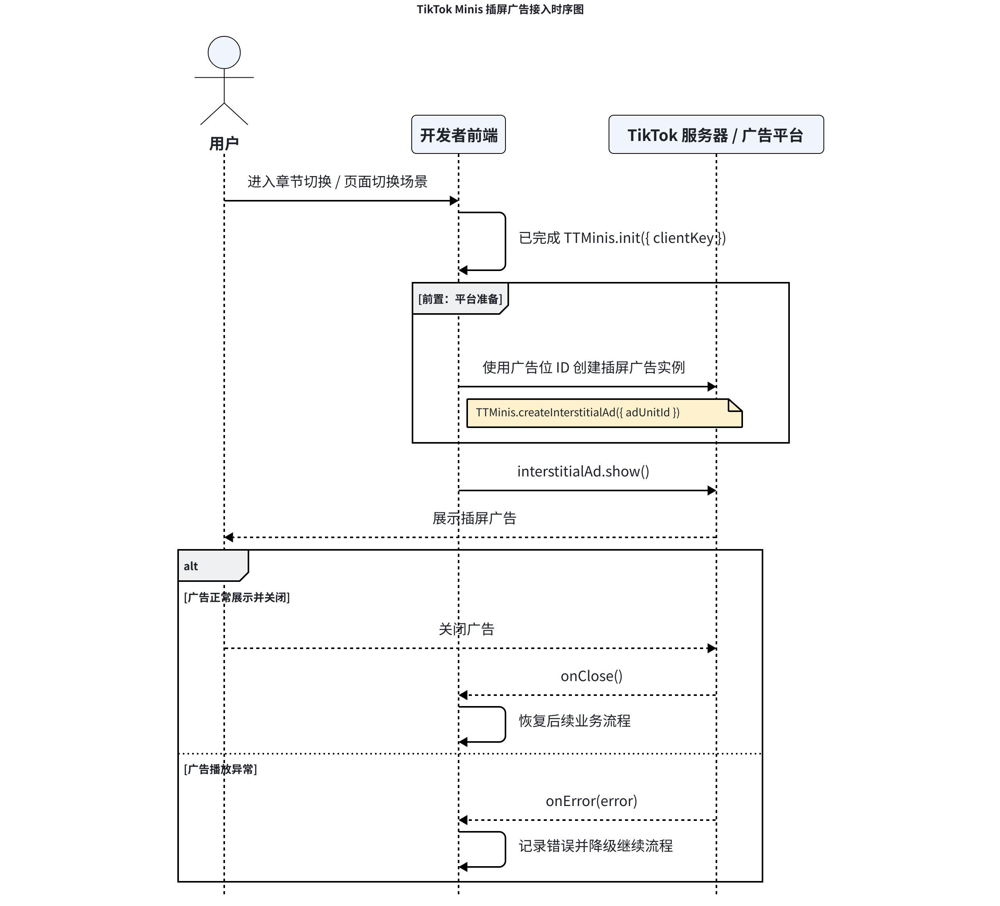 TikTok Minis 插屏广告接入时序图
用户
开发者前端
TikTok 服务器 / 广告平台
进入章节切换 / 页面切换场景
已完成 TTMinis.init({ clientKey })
[前置：平台准备]
使用广告位 ID 创建插屏广告实例
TTMinis.createInterstitialAd({ adUnitId })
interstitialAd.show()
展示插屏广告
alt
[广告正常展示并关闭]
关闭广告
onClose()
恢复后续业务流程
[广告播放异常]
onError(error)
记录错误并降级继续流程